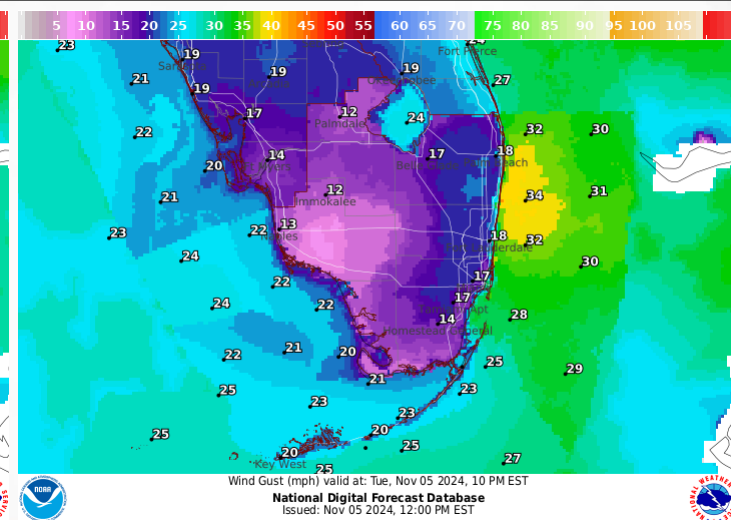 5 10 15 20 25 30 35 40 45 50 55 60 65 70 75 80 85 90 95 100 105
23 19 19 24
Fort Pierce
21 19 19 27
22 17 12 24 32 30
Palmdale
14 17 18
20 Beach
21 12 34 31
Immokalee
23 22 13 18 32
Naples
24 30
22 17
24 22 17 28
14
Homestead General
22 21 20 25
25 21 29
23 23
25 23
20 25
20 27
Key West
25
Wind Gust (mph) valid at: Tue, Nov 05 2024, 10 PM EST
NOAA
National Digital Forecast Database
Issued: Nov 05 2024, 12:00 PM EST